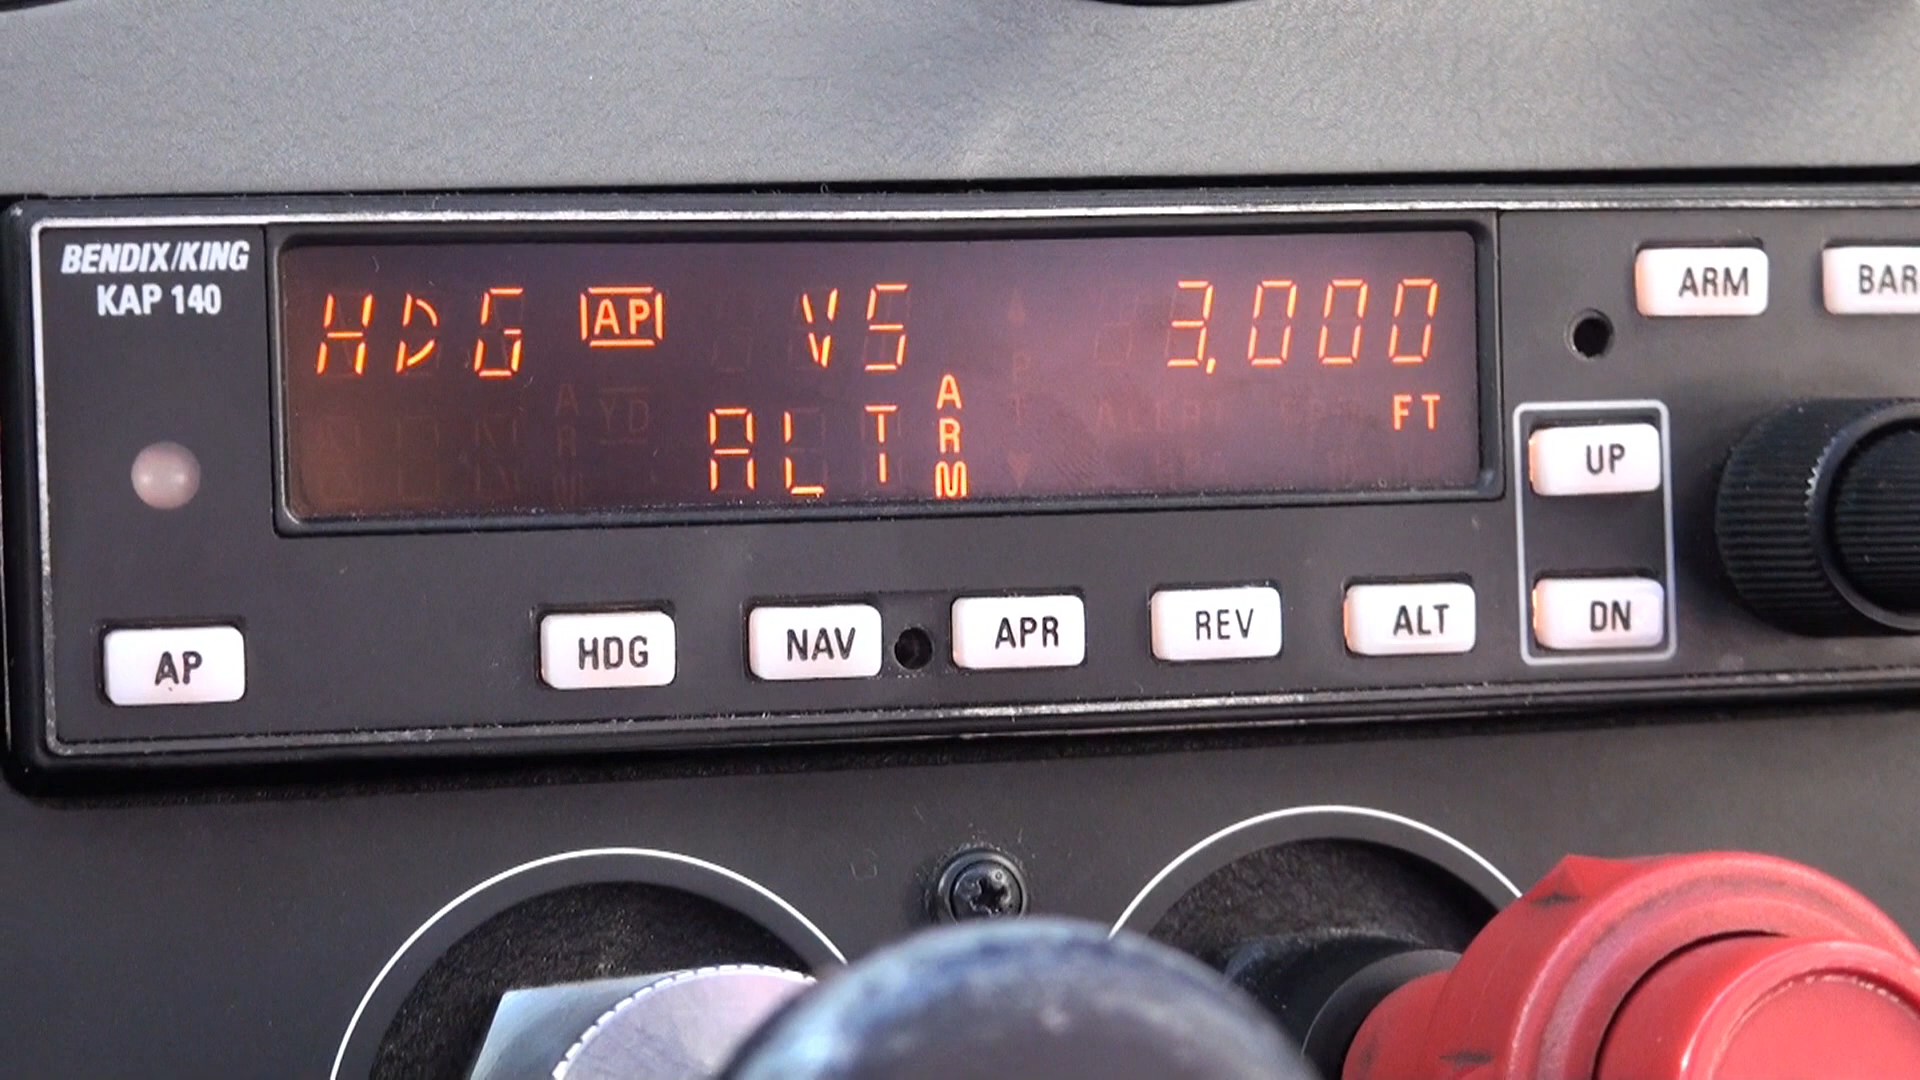 BENDIX/KING
KAP 140
HDG AP VS 3,000
ALT ARM FT
ARM BAR
UP
DN
AP HDG NAV APR REV ALT